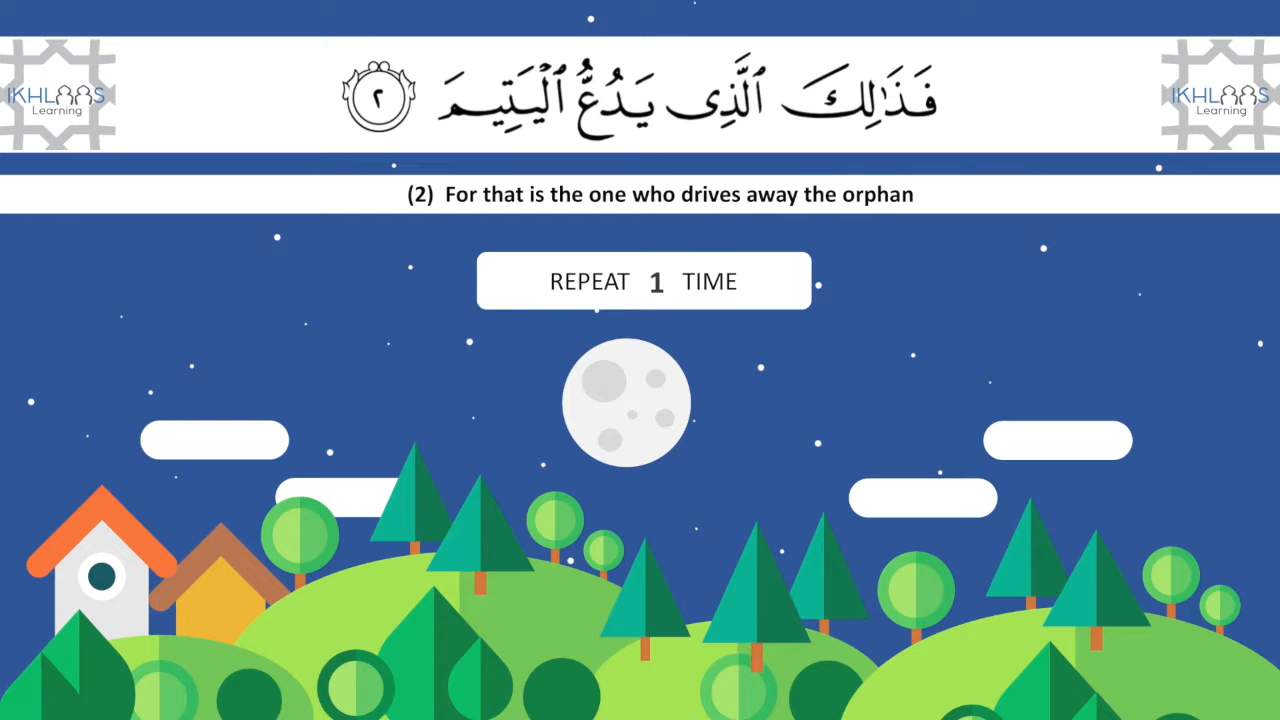 فَذَٰلِكَ ٱلَّذِى يَدُعُّ ٱلْيَتِيمَ ٢
IKHLAAS
Learning
IKHLAAS
Learning
(2) For that is the one who drives away the orphan
REPEAT 1 TIME